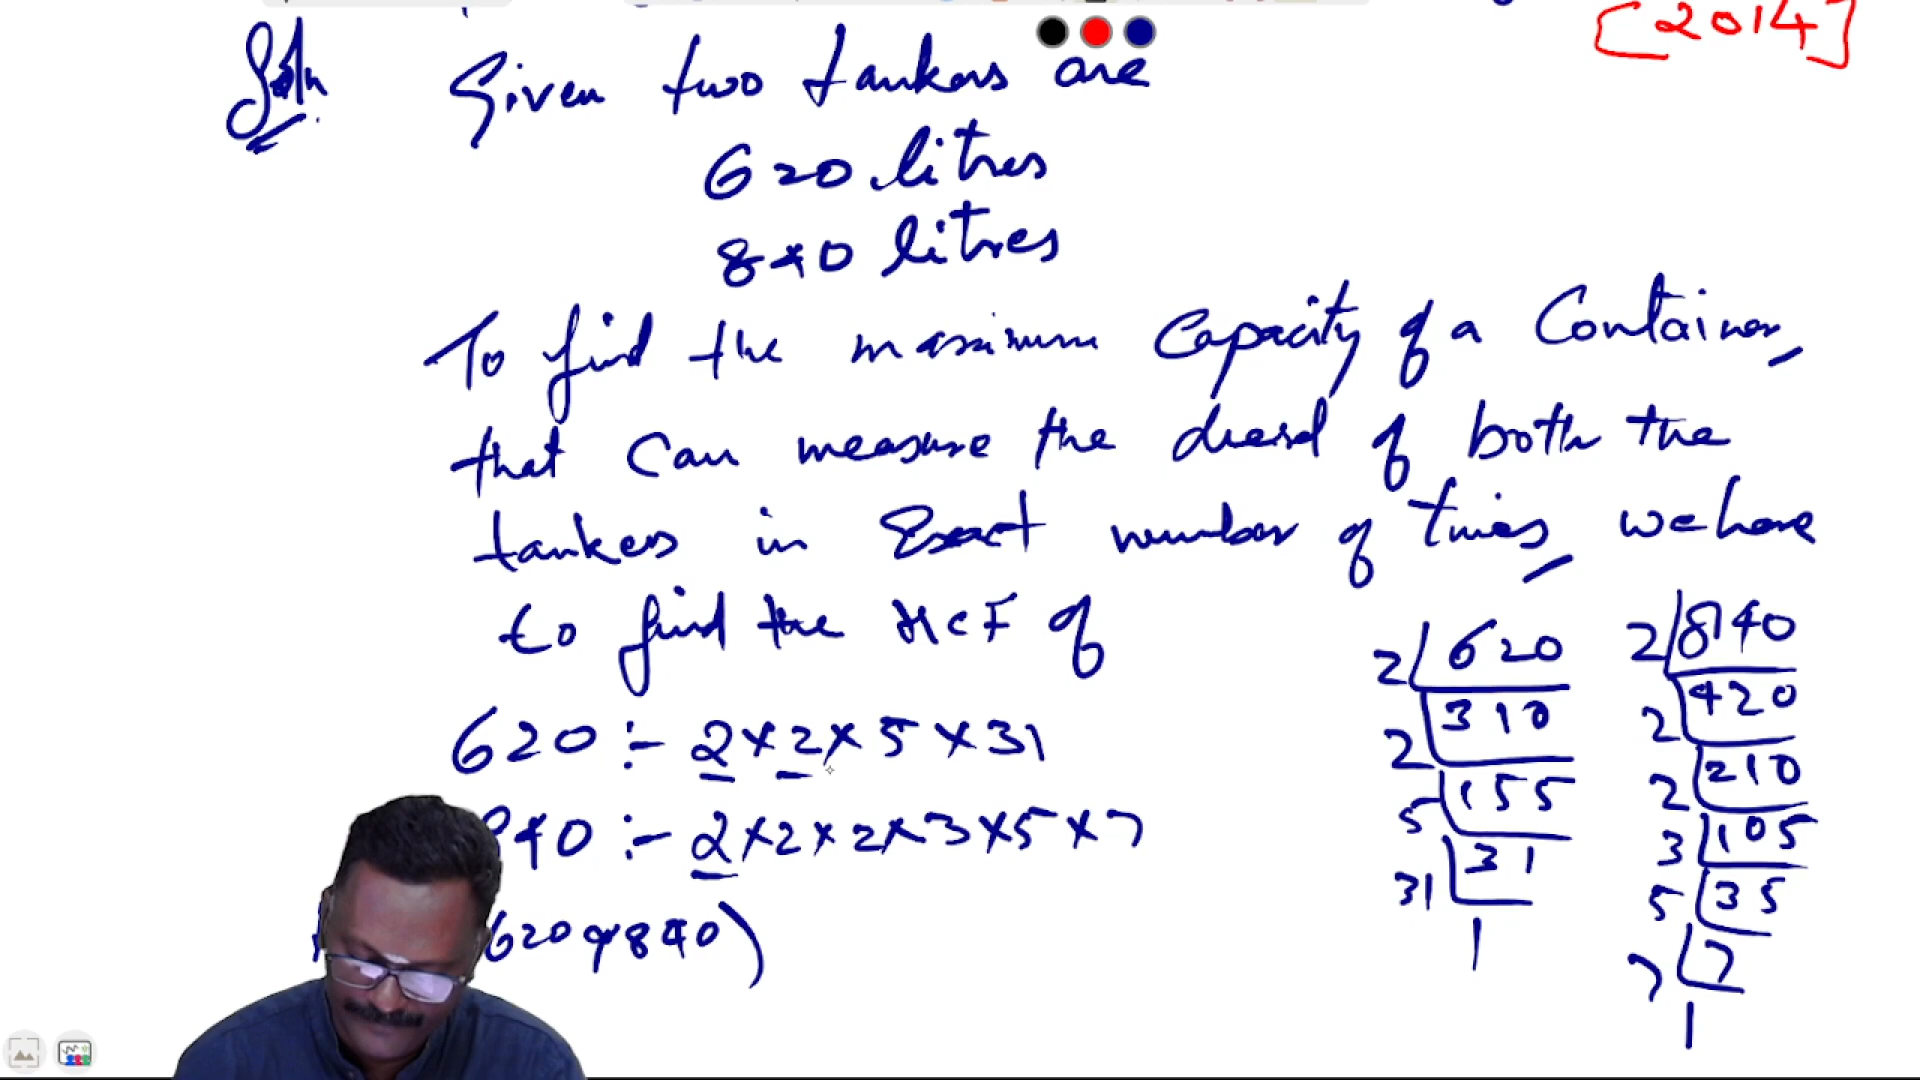 [2014]
Soln Given two tankers are
620 litres
840 litres
To find the maximum capacity of a container,
that can measure the diesel of both the
tankers in Exact number of times, we have
to find the HCF of
620 :- 2 × 2 × 5 × 31
840 :- 2 × 2 × 2 × 3 × 5 × 7
620 & 840)
2 620
2 310
5 155
31 31
1
2 840
2 420
2 210
3 105
5 35
7 7
1